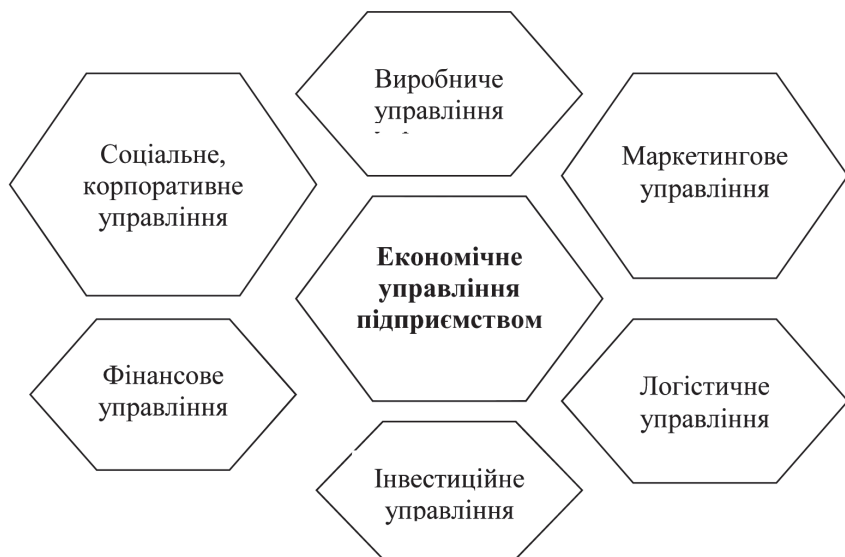 Виробниче
управління
Соціальне,
корпоративне
управління
Маркетингове
управління
Економічне
управління
підприємством
Фінансове
управління
Логістичне
управління
Інвестиційне
управління